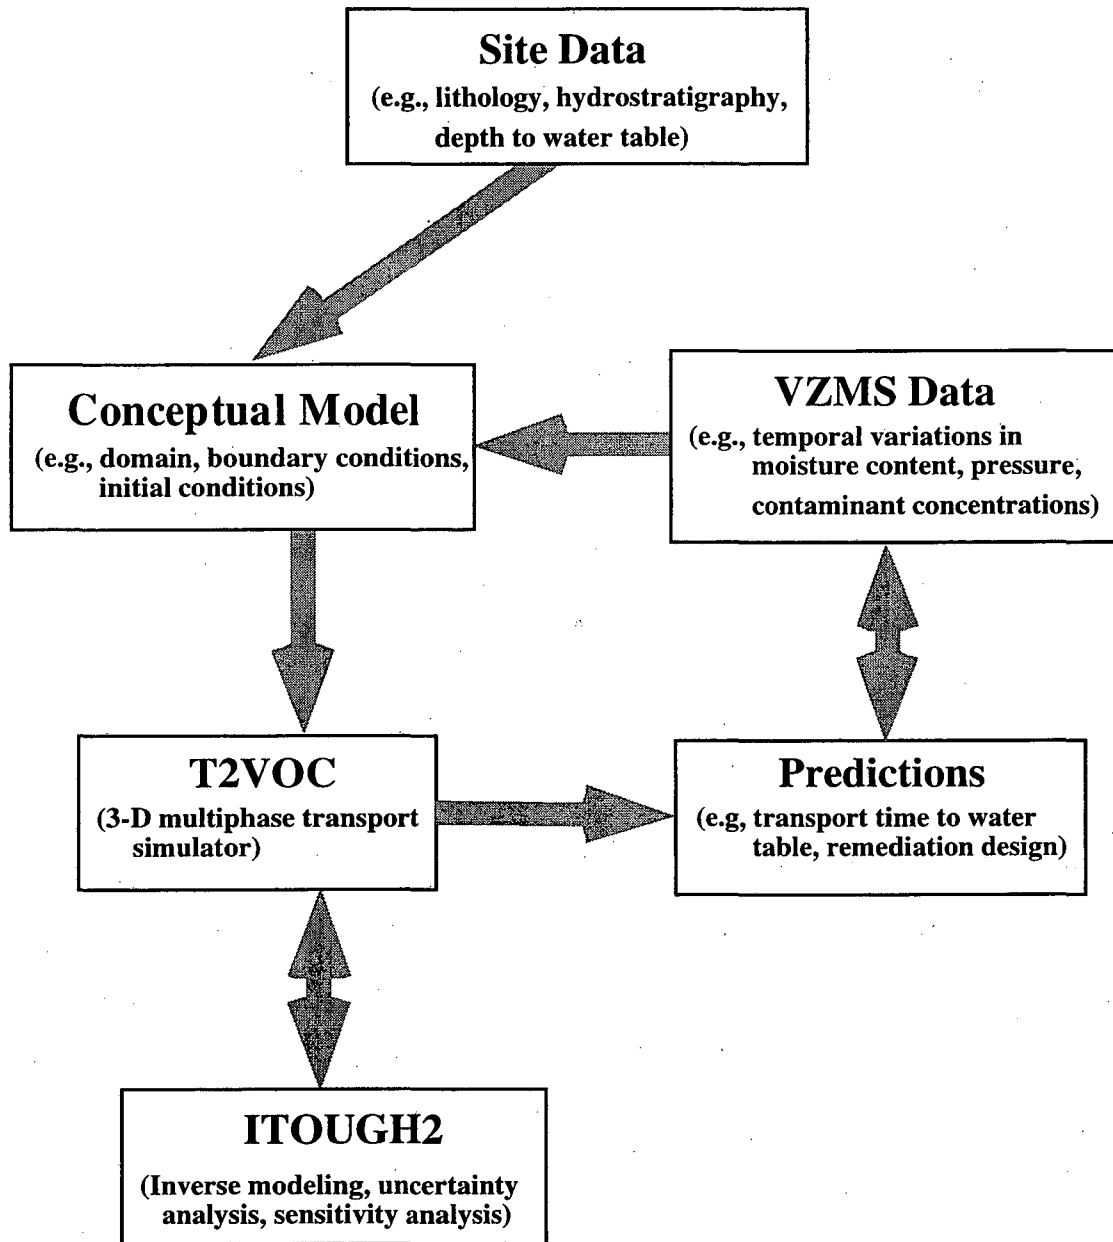 Site Data
(e.g., lithology, hydrostratigraphy,
depth to water table)
Conceptual Model
(e.g., domain, boundary conditions,
initial conditions)
VZMS Data
(e.g., temporal variations in
moisture content, pressure,
contaminant concentrations)
T2VOC
(3-D multiphase transport
simulator)
Predictions
(e.g, transport time to water
table, remediation design)
ITOUGH2
(Inverse modeling, uncertainty
analysis, sensitivity analysis)